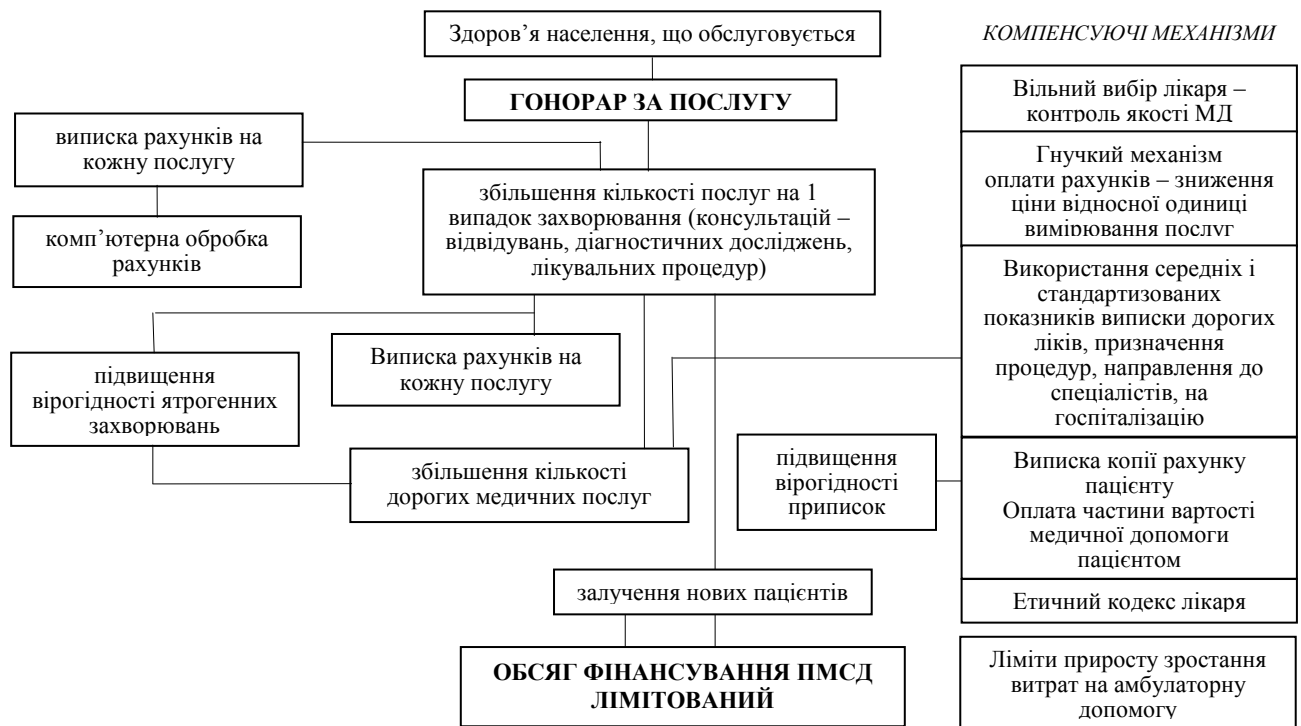 Здоров’я населення, що обслуговується
КОМПЕНСУЮЧІ МЕХАНІЗМИ
ГОНОРАР ЗА ПОСЛУГУ
Вільний вибір лікаря –
контроль якості МД
виписка рахунків на
кожну послугу
Гнучкий механізм
оплати рахунків – зниження
ціни відносної одиниці
вимірювання послуг
збільшення кількості послуг на 1
випадок захворювання (консультацій –
відвідувань, діагностичних досліджень,
лікувальних процедур)
комп’ютерна обробка
рахунків
Використання середніх і
стандартизованих
показників виписки дорогих
ліків, призначення
процедур, направлення до
спеціалістів, на
госпіталізацію
Виписка рахунків на
кожну послугу
підвищення
вірогідності ятрогенних
захворювань
збільшення кількості
дорогих медичних послуг
підвищення
вірогідності
приписок
Виписка копії рахунку
пацієнту
Оплата частини вартості
медичної допомоги
пацієнтом
залучення нових пацієнтів
Етичний кодекс лікаря
ОБСЯГ ФІНАНСУВАННЯ ПМСД
ЛІМІТОВАНИЙ
Ліміти приросту зростання
витрат на амбулаторну
допомогу